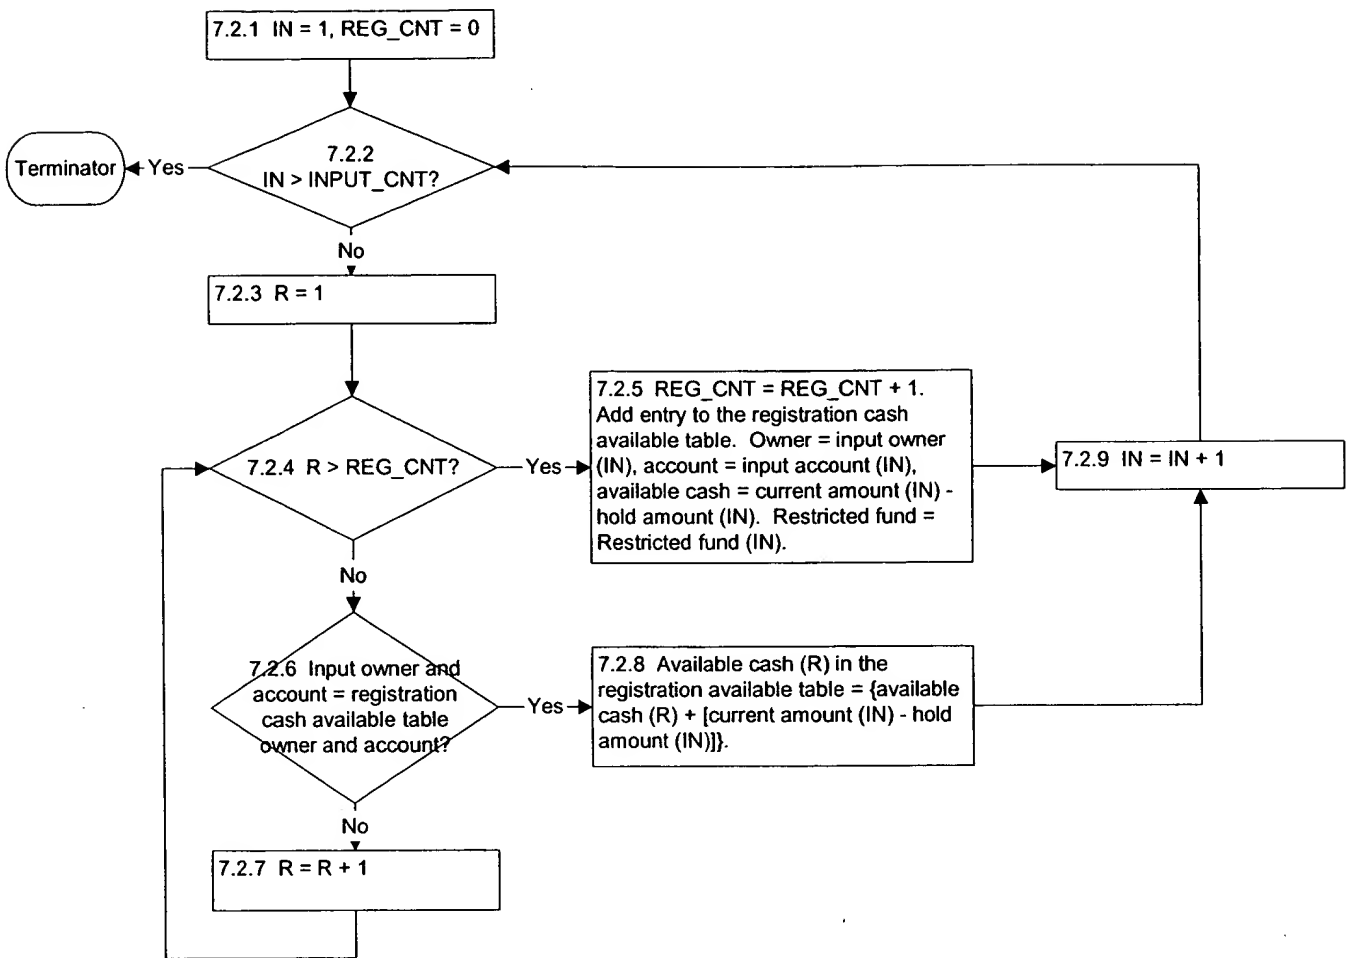 7.2.1 IN = 1, REG_CNT = 0
Terminator
Yes
7.2.2
IN > INPUT_CNT?
No
7.2.3 R = 1
7.2.4 R > REG_CNT?
Yes
7.2.5 REG_CNT = REG_CNT + 1.
Add entry to the registration cash
available table. Owner = input owner
(IN), account = input account (IN),
available cash = current amount (IN) -
hold amount (IN). Restricted fund =
Restricted fund (IN).
7.2.9 IN = IN + 1
No
7.2.6 Input owner and
account = registration
cash available table
owner and account?
Yes
7.2.8 Available cash (R) in the
registration available table = {available
cash (R) + [current amount (IN) - hold
amount (IN)]}.
No
7.2.7 R = R + 1